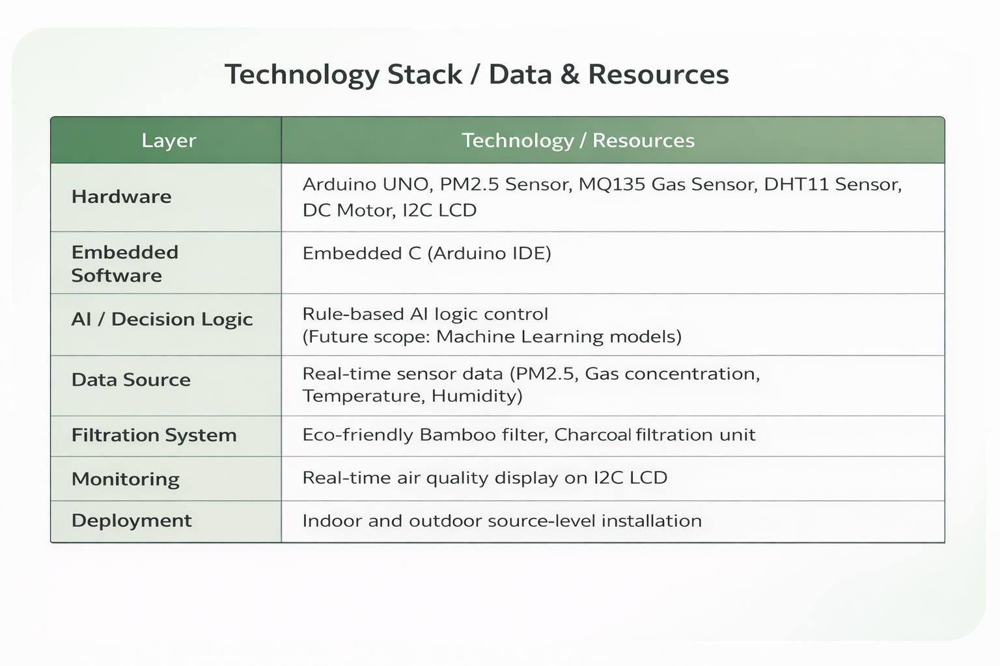 Technology Stack / Data & Resources
Layer
Technology / Resources
Hardware
Arduino UNO, PM2.5 Sensor, MQ135 Gas Sensor, DHT11 Sensor,
DC Motor, I2C LCD
Embedded
Software
Embedded C (Arduino IDE)
AI / Decision Logic
Rule-based AI logic control
(Future scope: Machine Learning models)
Data Source
Real-time sensor data (PM2.5, Gas concentration,
Temperature, Humidity)
Filtration System
Eco-friendly Bamboo filter, Charcoal filtration unit
Monitoring
Real-time air quality display on I2C LCD
Deployment
Indoor and outdoor source-level installation